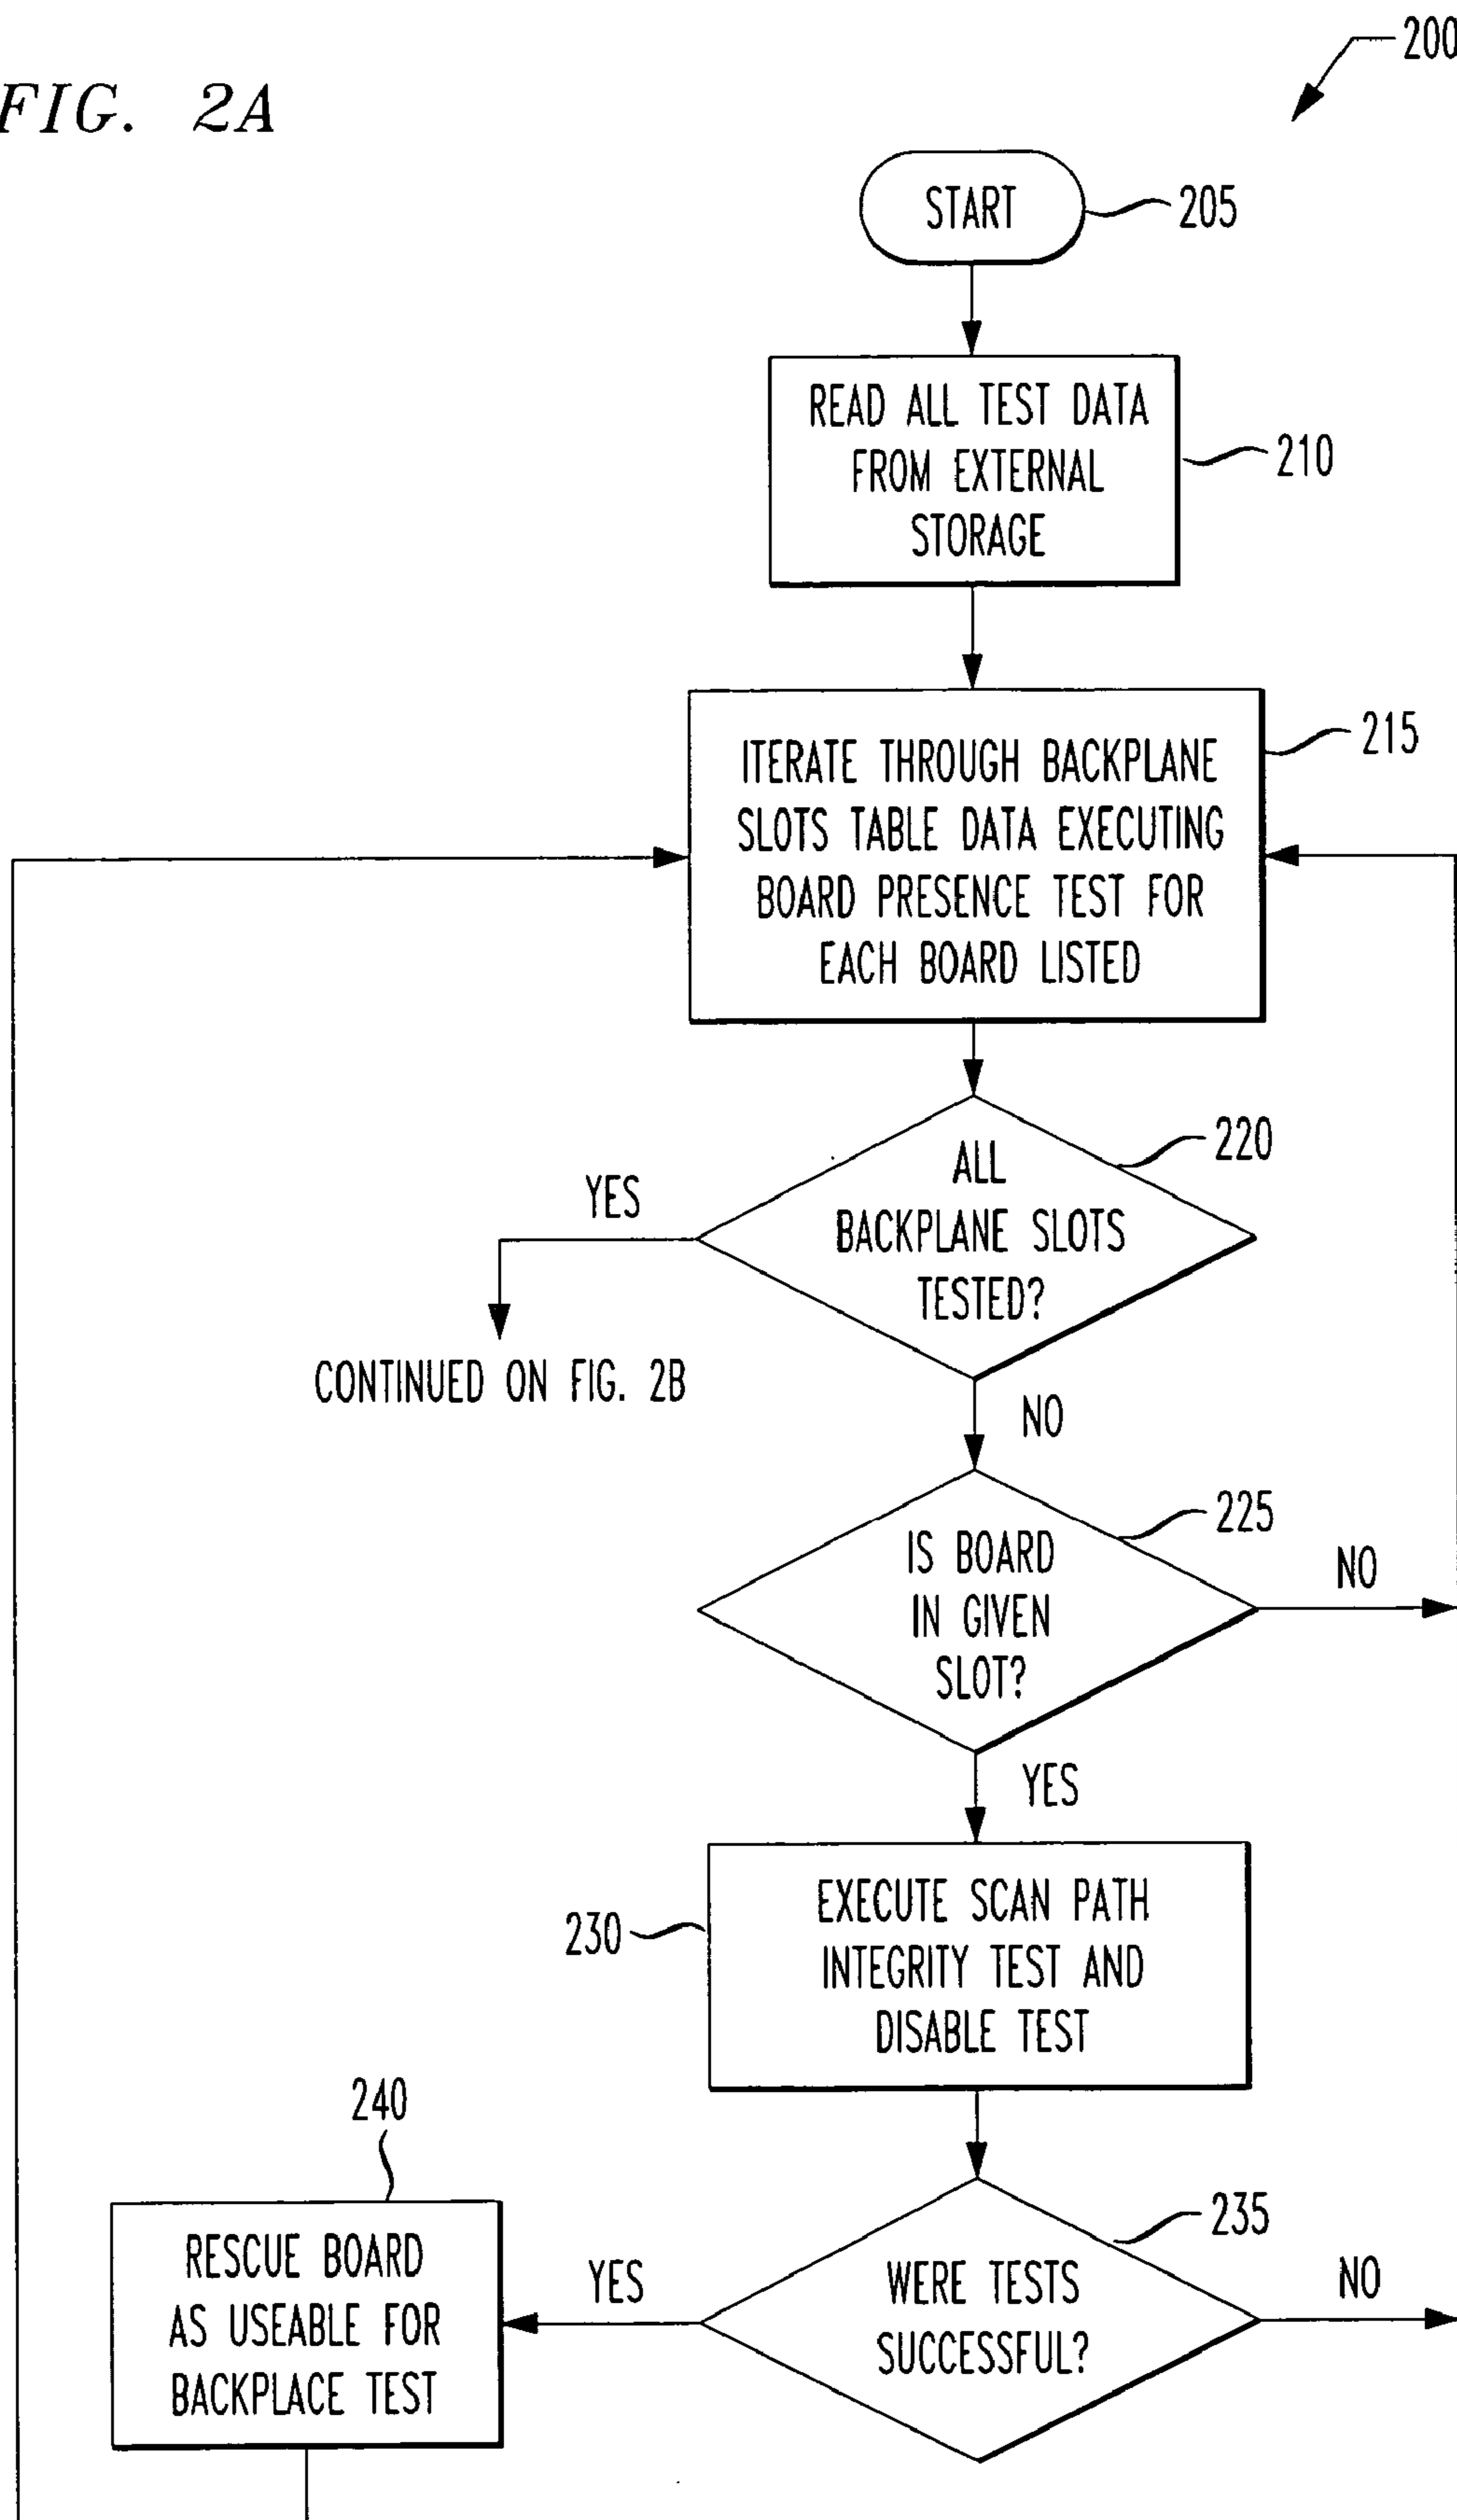 FIG. 2A
200
START
205
READ ALL TEST DATA
FROM EXTERNAL
STORAGE
210
ITERATE THROUGH BACKPLANE
SLOTS TABLE DATA EXECUTING
BOARD PRESENCE TEST FOR
EACH BOARD LISTED
215
ALL
BACKPLANE SLOTS
TESTED?
220
YES
CONTINUED ON FIG. 2B
NO
IS BOARD
IN GIVEN
SLOT?
225
NO
YES
EXECUTE SCAN PATH
INTEGRITY TEST AND
DISABLE TEST
230
WERE TESTS
SUCCESSFUL?
235
NO
YES
240
RESCUE BOARD
AS USEABLE FOR
BACKPLACE TEST